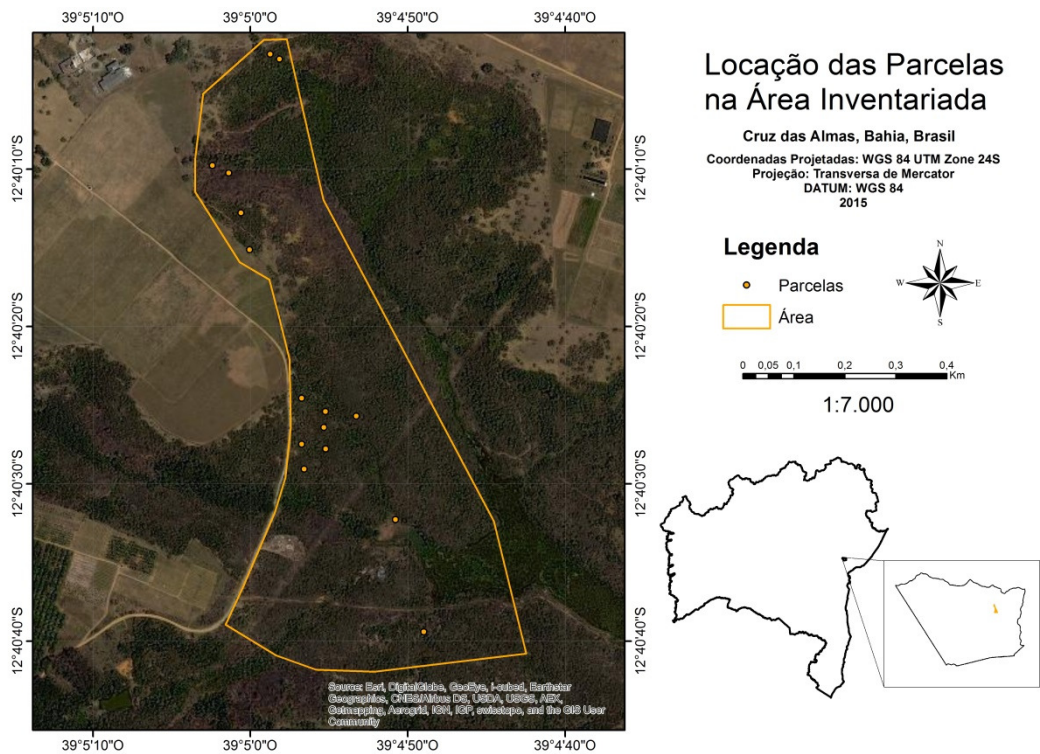 39°5'10"O 39°5'0"O 39°4'50"O 39°4'40"O
12°40'10"S
12°40'20"S
12°40'30"S
12°40'40"S
12°40'10"S
12°40'20"S
12°40'30"S
12°40'40"S
Source: Esri, DigitalGlobe, GeoEye, i-cubed, Earthstar
Geographics, CNES/Airbus DS, USDA, USGS, AEX,
Getmapping, Aerogrid, IGN, IGP, swisstopo, and the GIS User
Community
39°5'10"O 39°5'0"O 39°4'50"O 39°4'40"O
Locação das Parcelas
na Área Inventariada
Cruz das Almas, Bahia, Brasil
Coordenadas Projetadas: WGS 84 UTM Zone 24S
Projeção: Transversa de Mercator
DATUM: WGS 84
2015
Legenda
Parcelas
Área
N
W E
S
0 0,05 0,1 0,2 0,3 0,4
Km
1:7.000